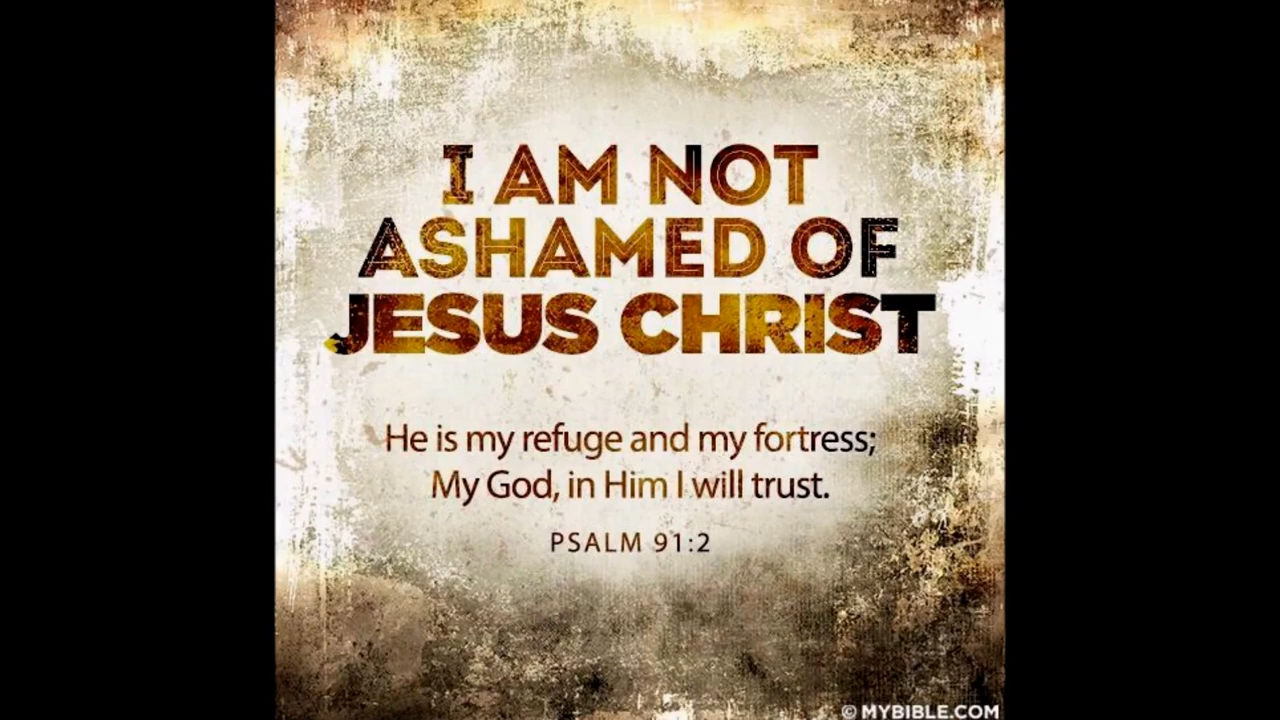 I AM NOT
ASHAMED OF
JESUS CHRIST
He is my refuge and my fortress;
My God, in Him I will trust.
PSALM 91:2
© MYBIBLE.COM